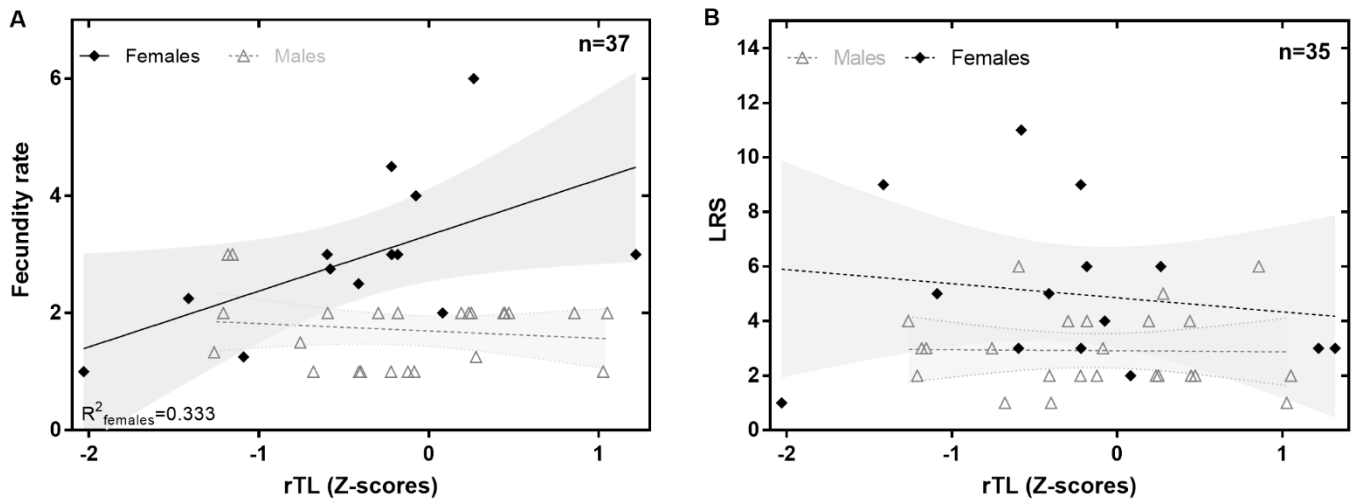 A
Females Males
n=37
Fecundity rate
6
4
2
0
R²females=0.333
-2 -1 0 1
rTL (Z-scores)
B
Males Females
n=35
LRS
14
12
10
8
6
4
2
0
-2 -1 0 1
rTL (Z-scores)